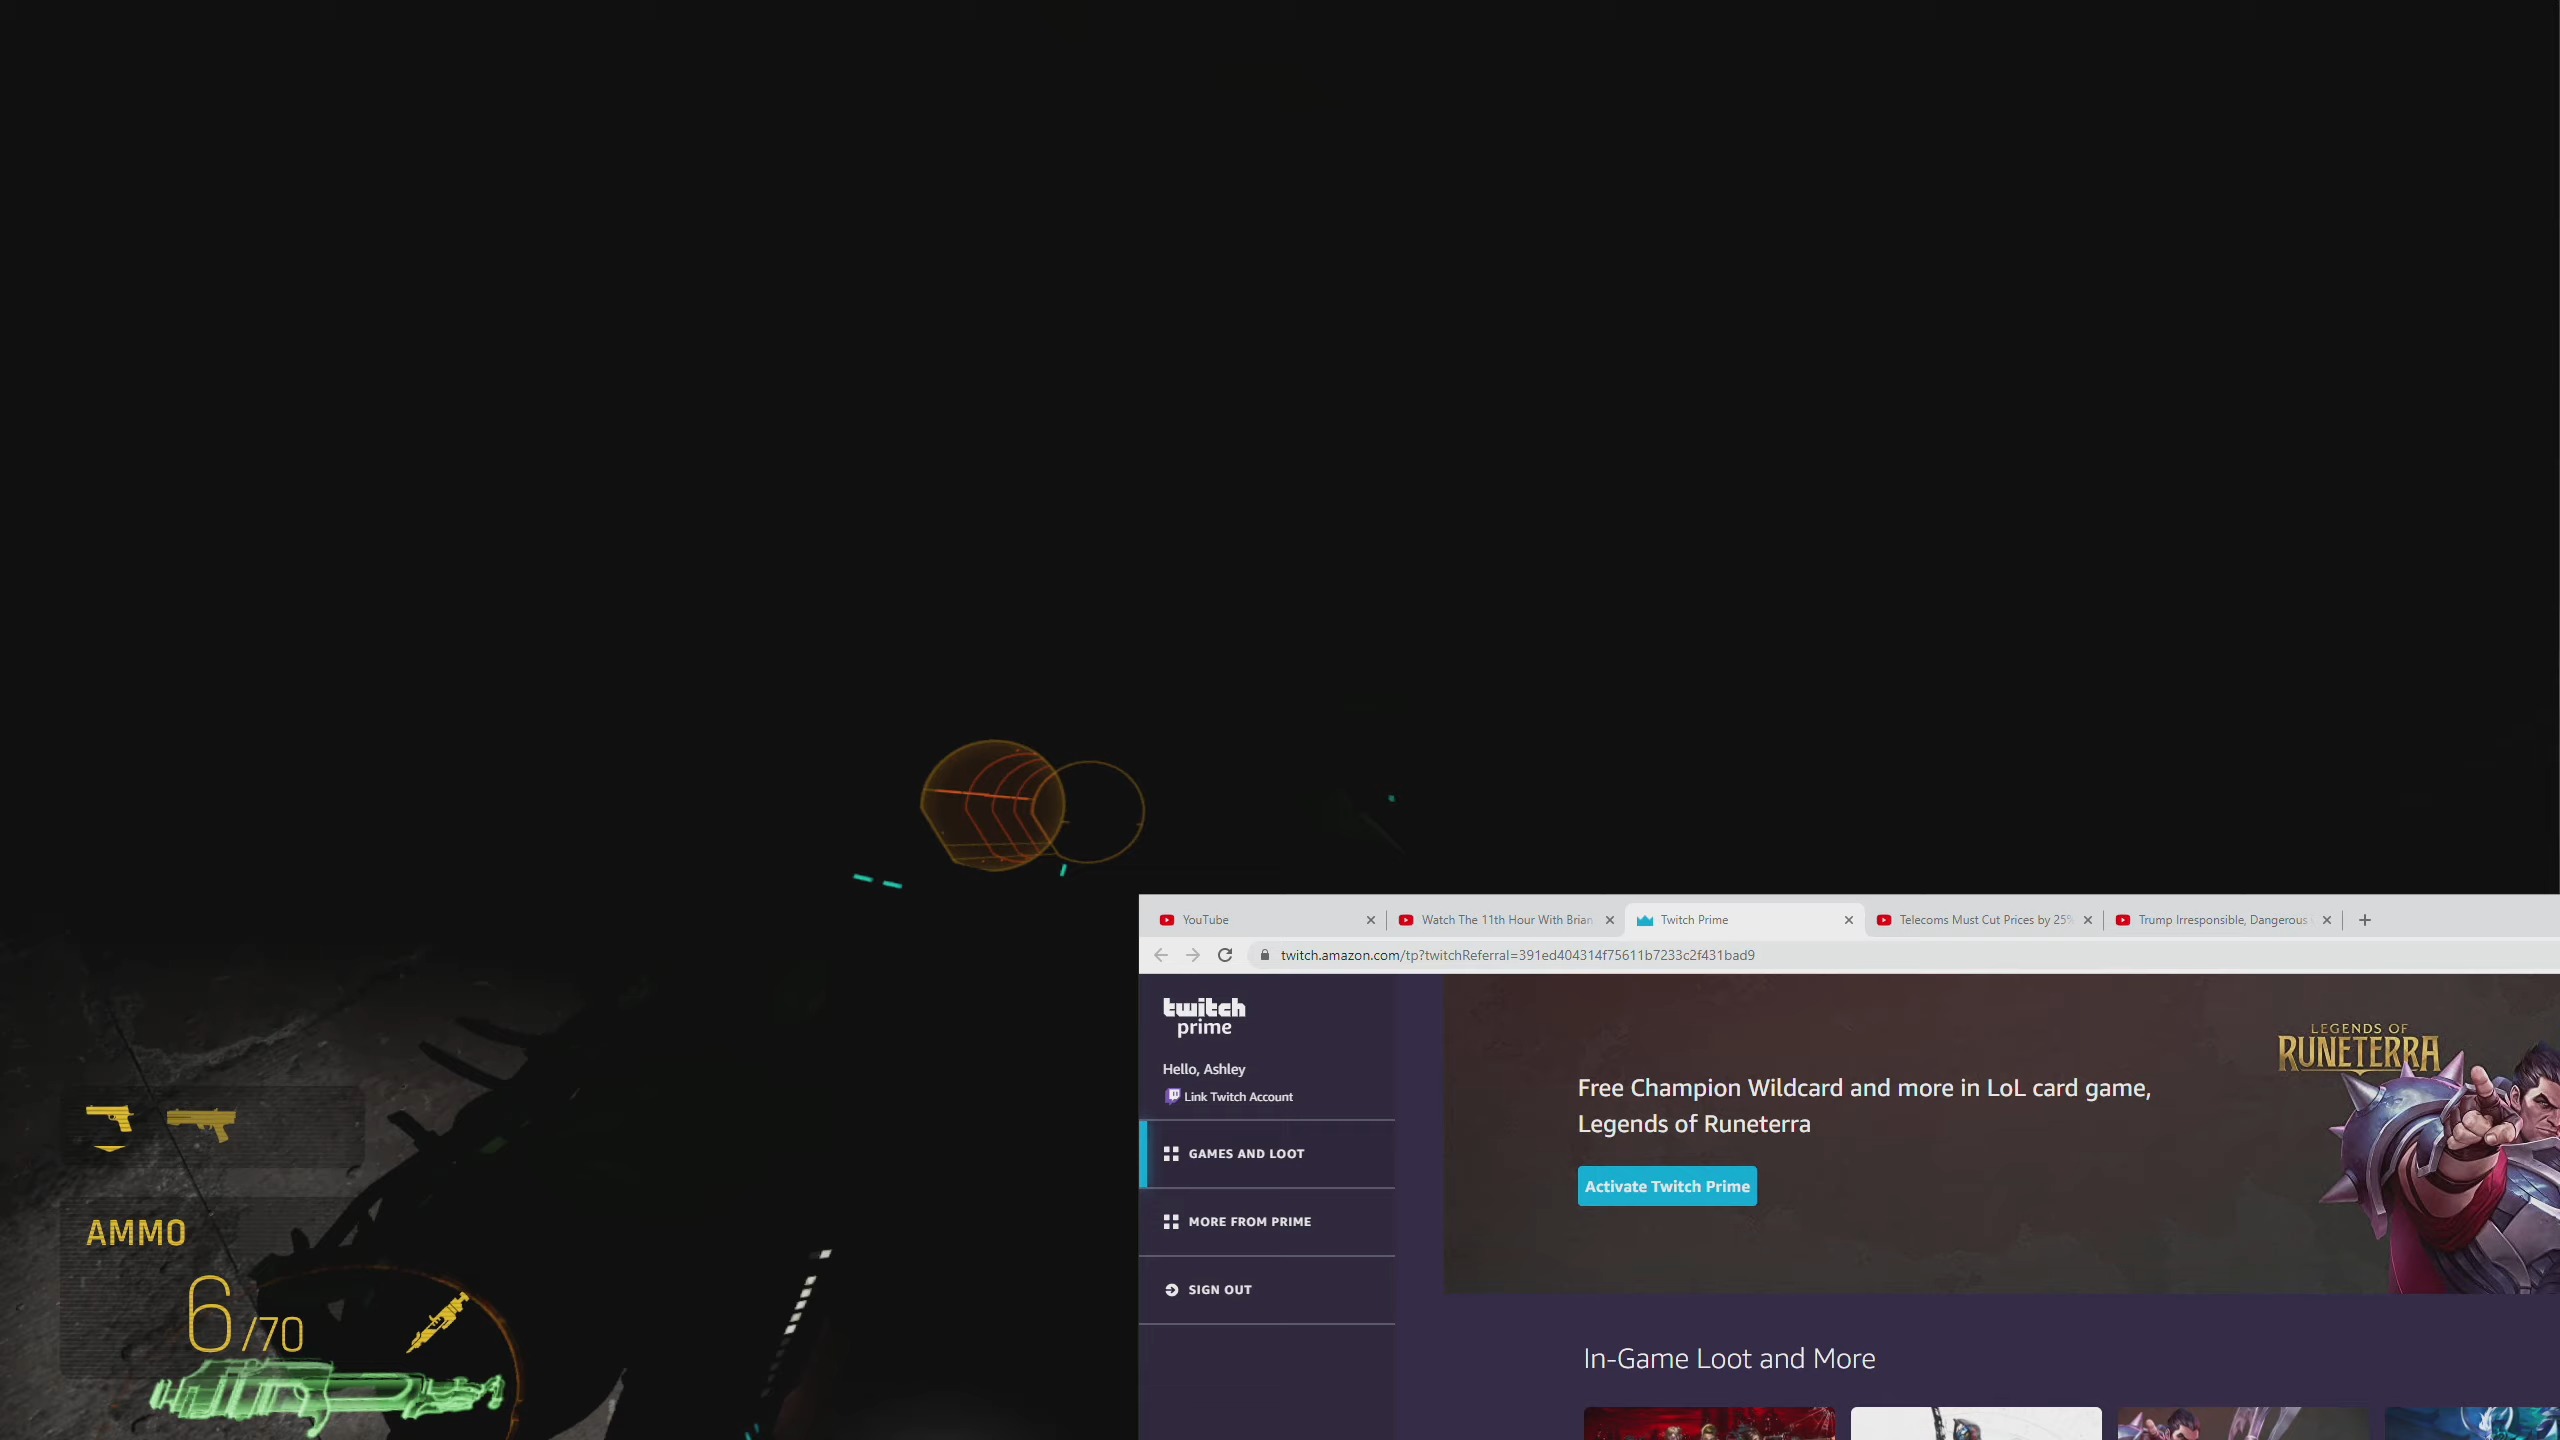 YouTube
Watch The 11th Hour With Brian
Twitch Prime
Telecoms Must Cut Prices by 25%
Trump Irresponsible, Dangerous
twitch.amazon.com/tp?twitchReferral=391ed404314f75611b7233c2f431bad9
twitch
prime
Hello, Ashley
Link Twitch Account
GAMES AND LOOT
MORE FROM PRIME
SIGN OUT
LEGENDS OF
RUNETERRA
Free Champion Wildcard and more in LoL card game,
Legends of Runeterra
Activate Twitch Prime
In-Game Loot and More
AMMO
6/70